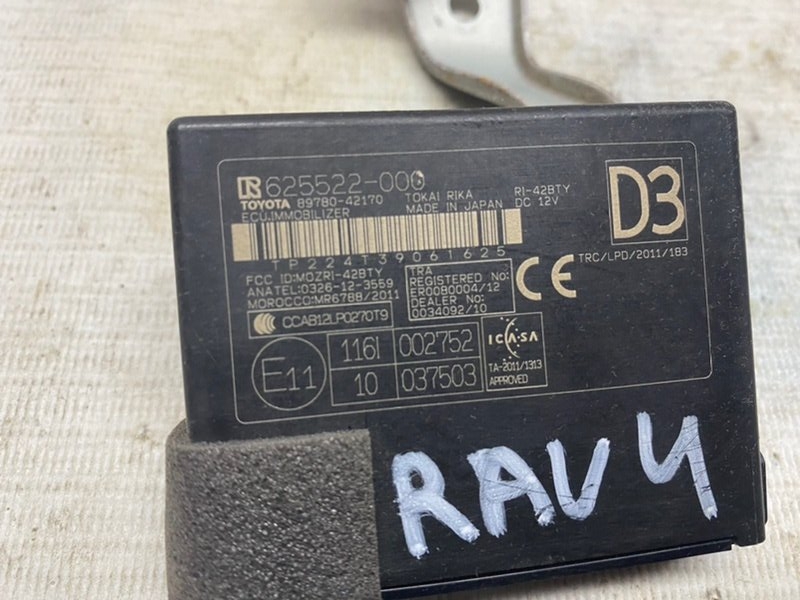 R 625522-000
TOYOTA 89780-42170 TOKAI RIKA RI-42BTY
ECU,IMMOBILIZER MADE IN JAPAN DC 12V
D3
TP224T39061625
TRC/LPD/2011/183
FCC ID:MOZRI-42BTY
ANATEL:0326-12-3559
MOROCCO:MR6788/2011
TRA
REGISTERED No:
ER0080004/12
DEALER No:
0034092/10
CE
CCAB12LP0270T9
E11
116I 002752
10 037503
ICASA
TA-2011/1313
APPROVED
RAV4